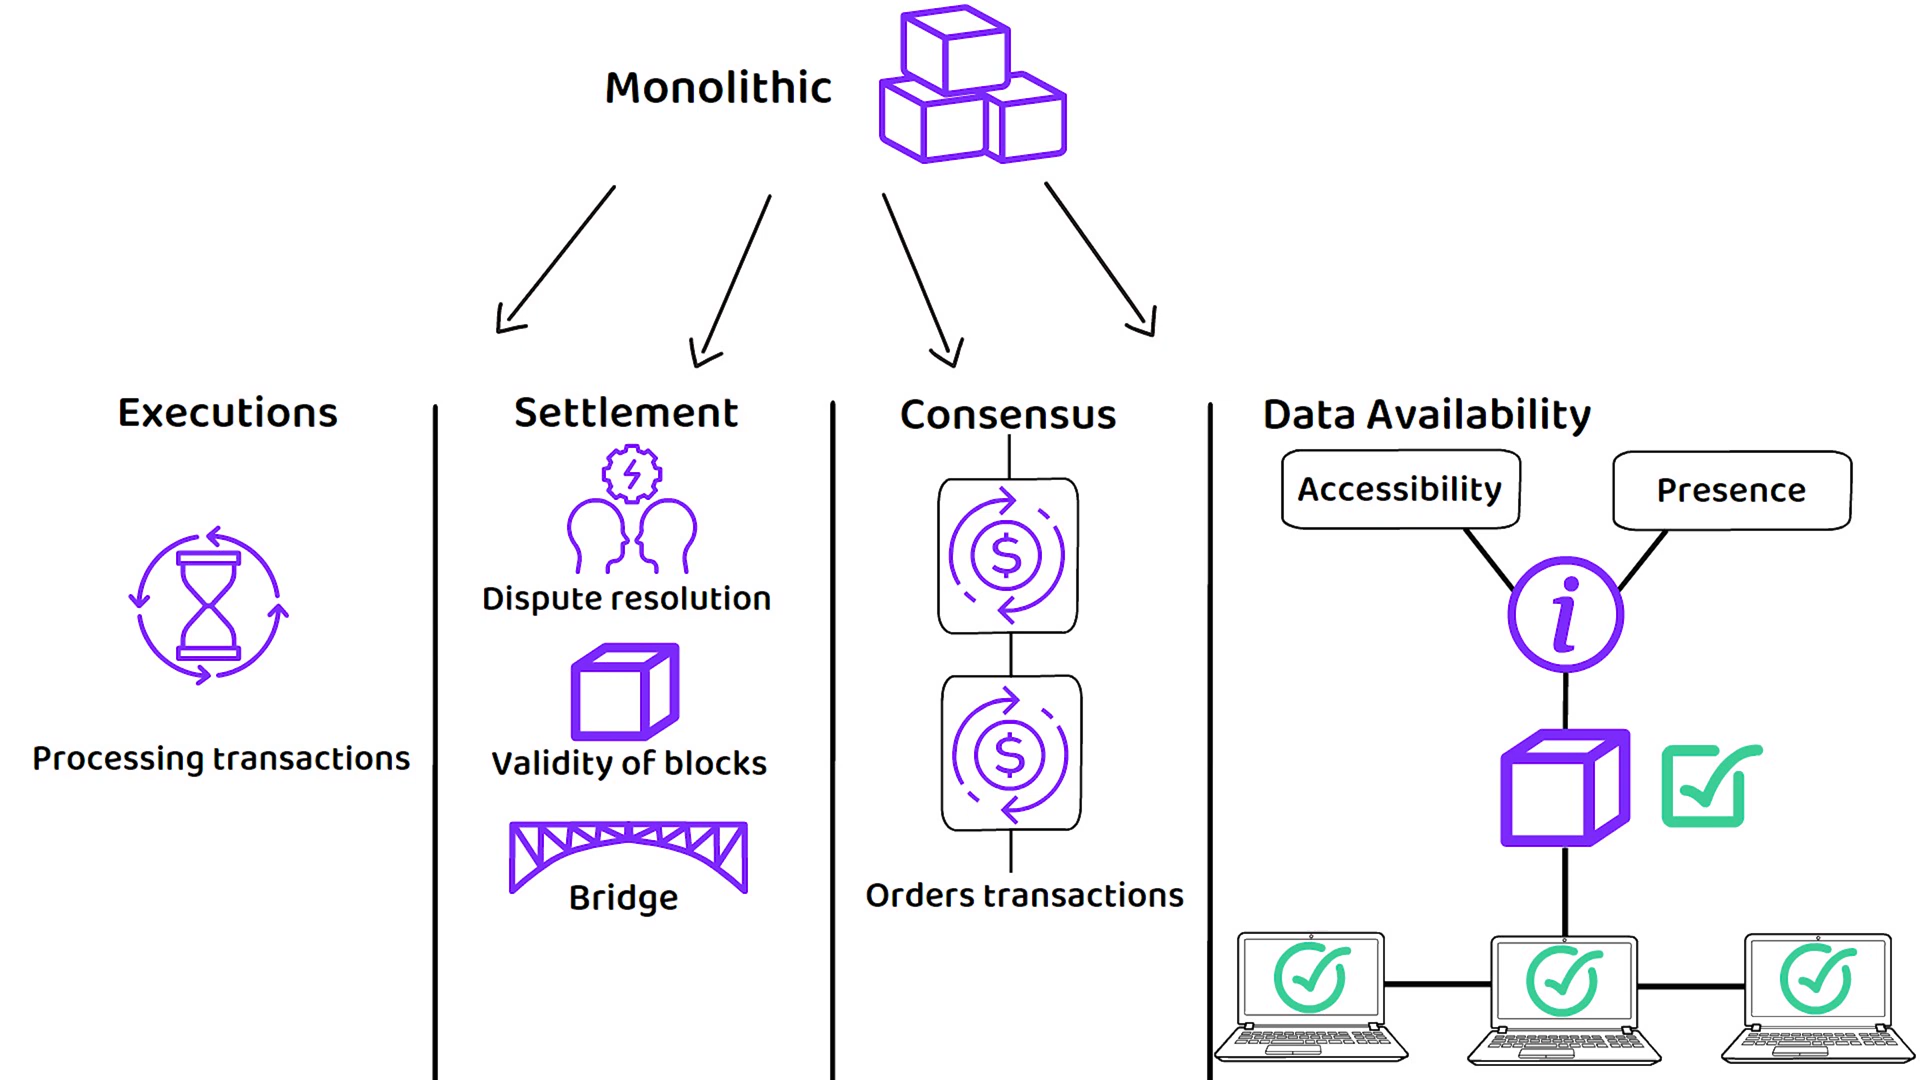 Monolithic
Executions
Processing transactions
Settlement
Dispute resolution
Validity of blocks
Bridge
Consensus
$
$
Orders transactions
Data Availability
Accessibility
Presence
i